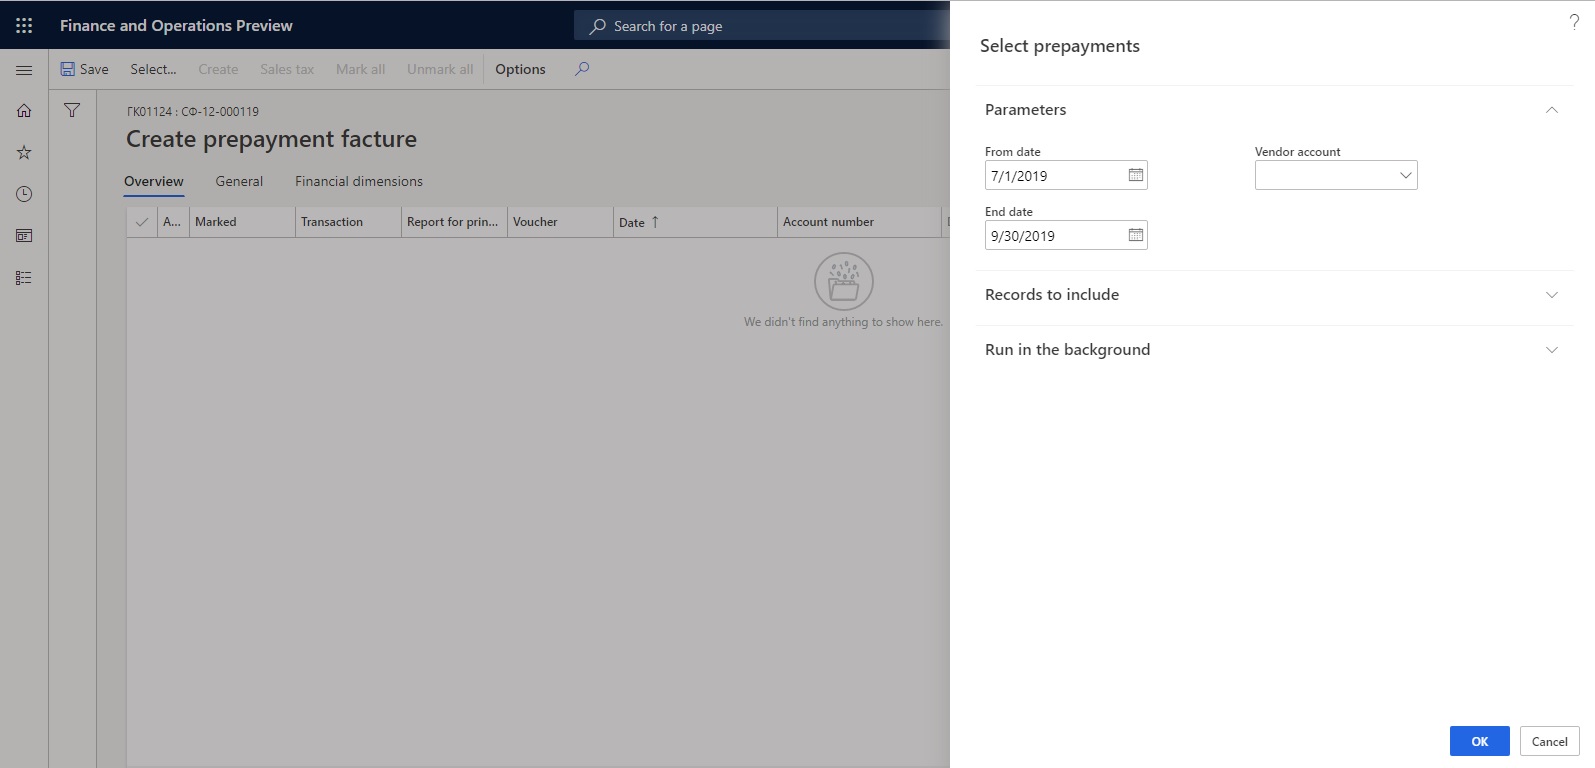 Finance and Operations Preview
Search for a page
?
Save Select... Create Sales tax Mark all Unmark all Options
ГК01124 : СФ-12-000119
Create prepayment facture
Overview General Financial dimensions
A... Marked Transaction Report for prin... Voucher Date ↑ Account number
We didn't find anything to show here.
Select prepayments
Parameters
From date Vendor account
7/1/2019
End date
9/30/2019
Records to include
Run in the background
OK Cancel